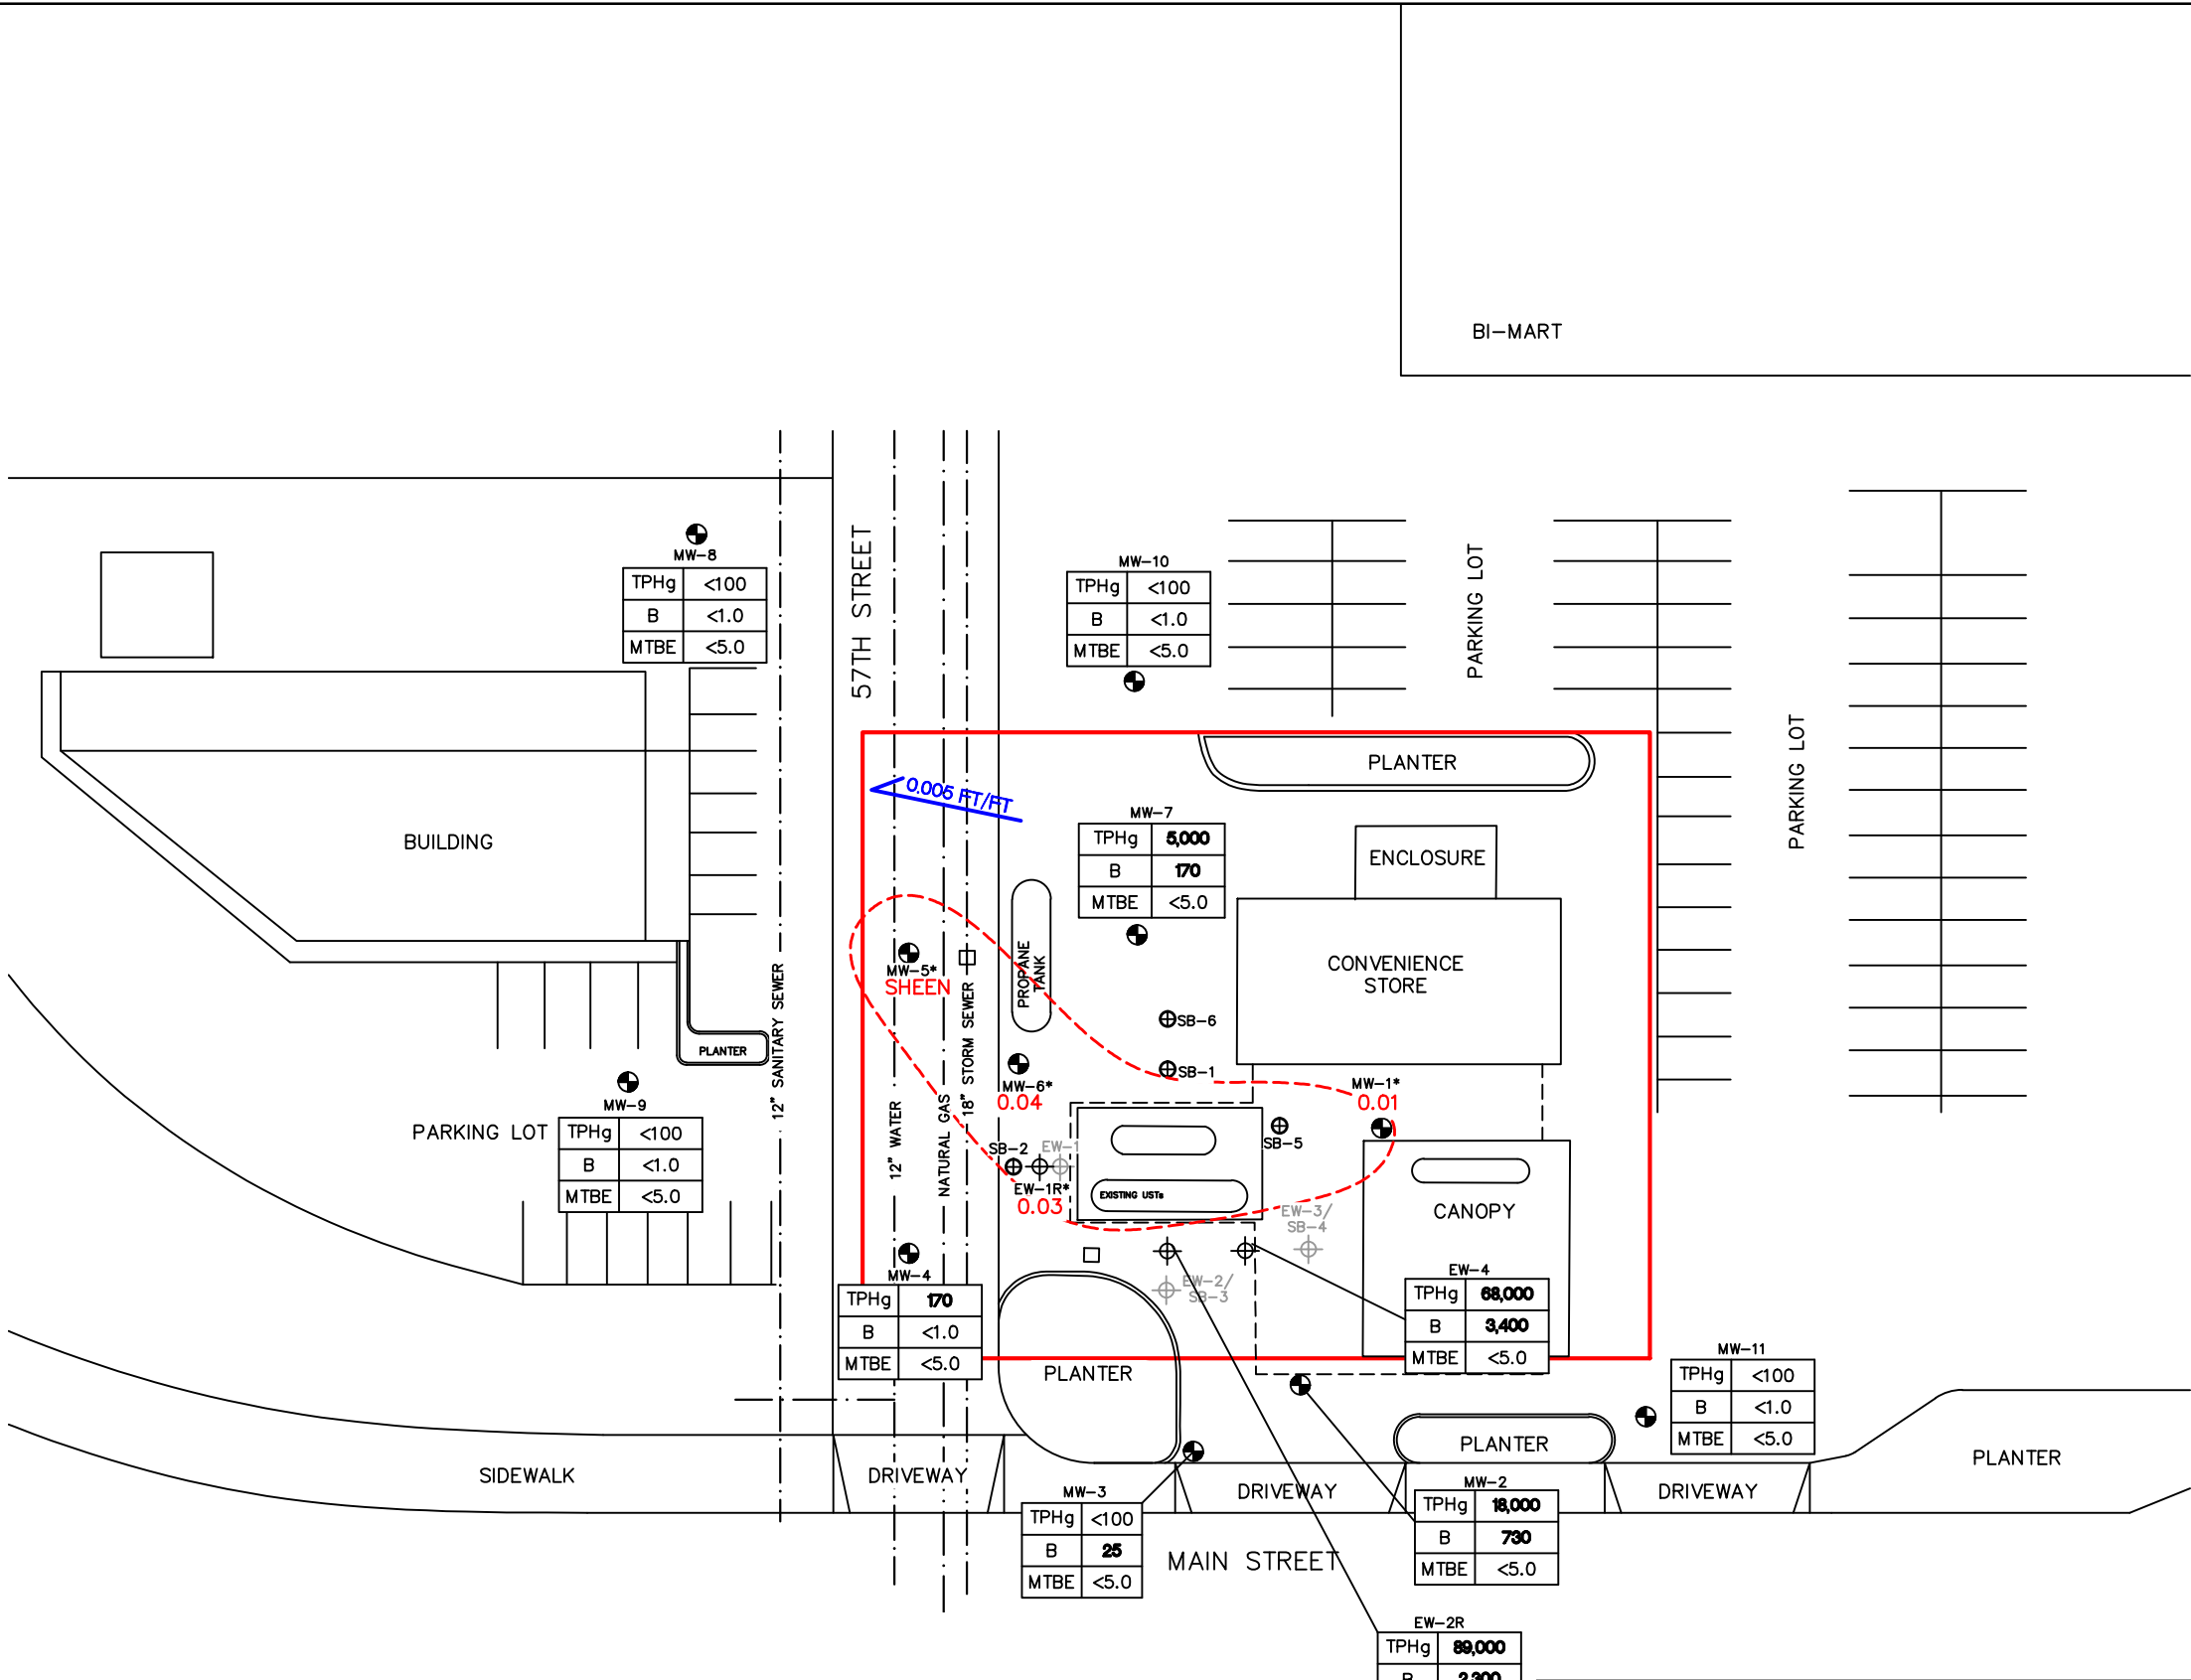 BI-MART
57TH STREET
MW-8
TPHg <100
B <1.0
MTBE <5.0
MW-10
TPHg <100
B <1.0
MTBE <5.0
PARKING LOT
PARKING LOT
PLANTER
0.005 FT/FT
MW-7
TPHg 5,000
B 170
MTBE <5.0
BUILDING
ENCLOSURE
CONVENIENCE
STORE
PROPANE
TANK
MW-5*
SHEEN
12" SANITARY SEWER
12" WATER
NATURAL GAS
18" STORM SEWER
SB-6
SB-1
PLANTER
MW-6*
0.04
MW-1*
0.01
MW-9
TPHg <100
B <1.0
MTBE <5.0
PARKING LOT
SB-2
EW-1
SB-5
EW-1R*
0.03
EXISTING USTs
CANOPY
EW-3/
SB-4
EW-2/
SB-3
MW-4
TPHg 170
B <1.0
MTBE <5.0
EW-4
TPHg 68,000
B 3,400
MTBE <5.0
PLANTER
MW-11
TPHg <100
B <1.0
MTBE <5.0
PLANTER
PLANTER
SIDEWALK
DRIVEWAY
DRIVEWAY
DRIVEWAY
MW-3
TPHg <100
B 25
MTBE <5.0
MW-2
TPHg 18,000
B 730
MTBE <5.0
MAIN STREET
EW-2R
TPHg 89,000
B 2,300